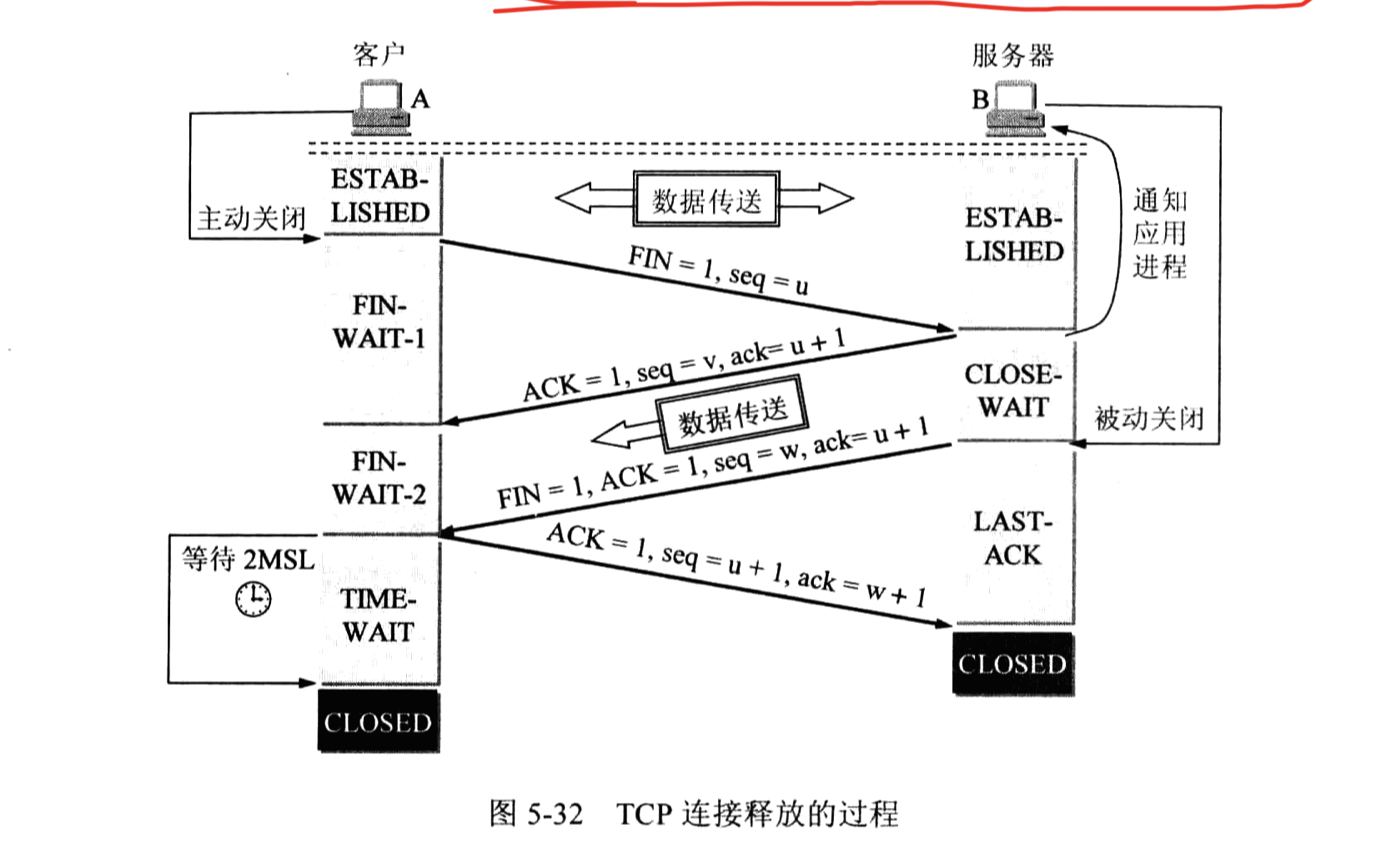 客户
服务器
A
B
ESTAB-
LISHED
数据传送
主动关闭
ESTAB-
LISHED
通知
应用
进程
FIN = 1, seq = u
FIN-
WAIT-1
ACK = 1, seq = v, ack= u + 1
CLOSE-
WAIT
数据传送
被动关闭
FIN-
WAIT-2
FIN = 1, ACK = 1, seq = w, ack= u + 1
ACK = 1, seq = u + 1, ack = w + 1
LAST-
ACK
等待 2MSL
TIME-
WAIT
CLOSED
CLOSED
图 5-32 TCP 连接释放的过程